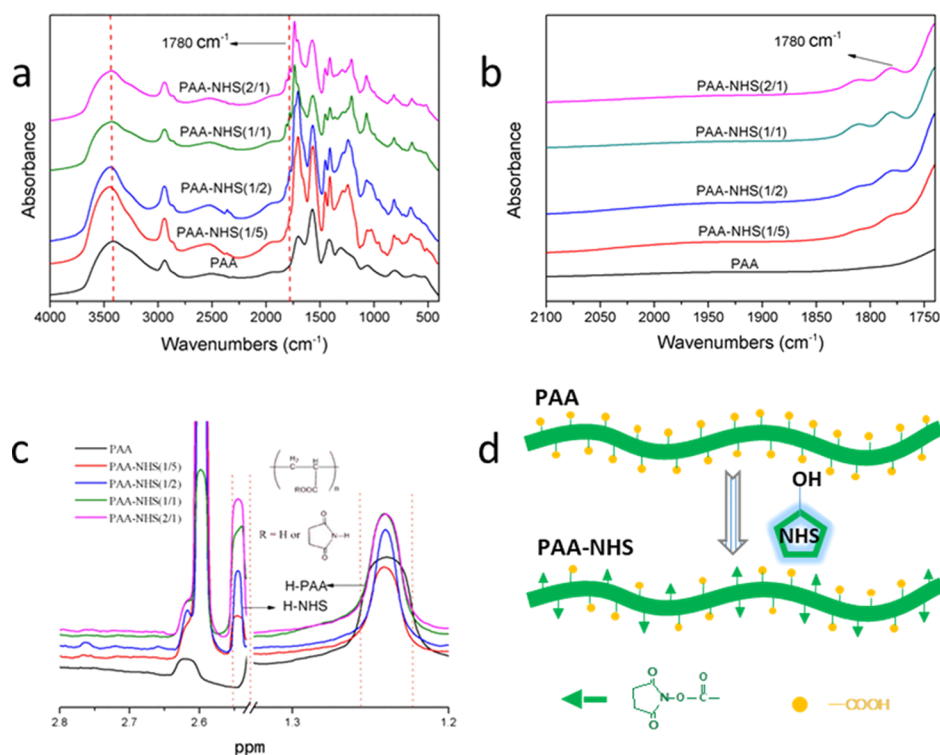 a
1780 cm⁻¹
PAA-NHS(2/1)
PAA-NHS(1/1)
PAA-NHS(1/2)
PAA-NHS(1/5)
PAA
Absorbance
4000 3500 3000 2500 2000 1500 1000 500
Wavenumbers (cm⁻¹)
b
1780 cm⁻¹
PAA-NHS(2/1)
PAA-NHS(1/1)
PAA-NHS(1/2)
PAA-NHS(1/5)
PAA
Absorbance
2100 2050 2000 1950 1900 1850 1800 1750
Wavenumbers (cm⁻¹)
c
PAA
PAA-NHS(1/5)
PAA-NHS(1/2)
PAA-NHS(1/1)
PAA-NHS(2/1)
H₂
C
H
C
ROOC
n
R = H or
O
N-H
O
H-PAA
H-NHS
2.8 2.6 1.3 1.2
ppm
d
PAA
OH
NHS
PAA-NHS
O
N-O-C-
O
O
-COOH